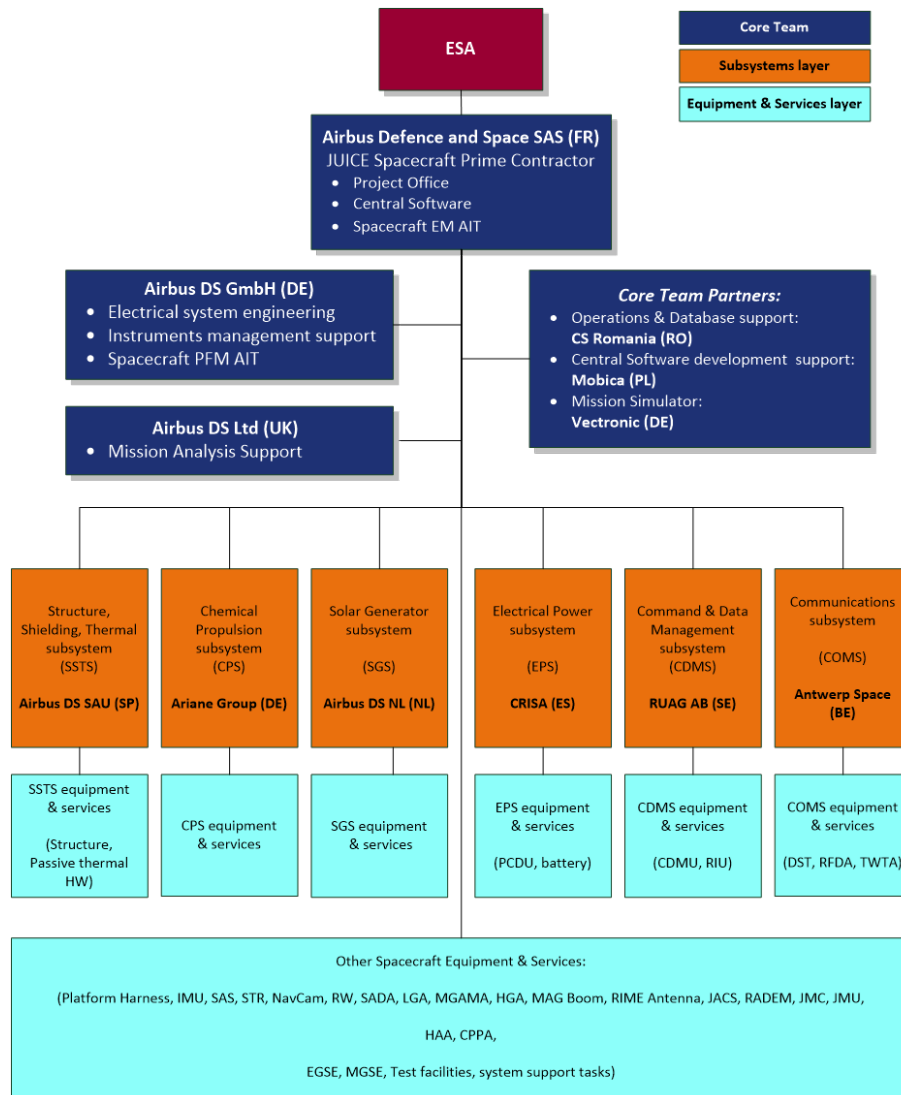 ESA
Core Team
Subsystems layer
Equipment & Services layer
Airbus Defence and Space SAS (FR)
JUICE Spacecraft Prime Contractor
• Project Office
• Central Software
• Spacecraft EM AIT
Airbus DS GmbH (DE)
• Electrical system engineering
• Instruments management support
• Spacecraft PFM AIT
Core Team Partners:
• Operations & Database support:
CS Romania (RO)
• Central Software development support:
Mobica (PL)
• Mission Simulator:
Vectronic (DE)
Airbus DS Ltd (UK)
• Mission Analysis Support
Structure,
Shielding, Thermal
subsystem
(SSTS)
Airbus DS SAU (SP)
Chemical
Propulsion
subsystem
(CPS)
Ariane Group (DE)
Solar Generator
subsystem
(SGS)
Airbus DS NL (NL)
Electrical Power
subsystem
(EPS)
CRISA (ES)
Command & Data
Management
subsystem
(CDMS)
RUAG AB (SE)
Communications
subsystem
(COMS)
Antwerp Space
(BE)
SSTS equipment
& services
(Structure,
Passive thermal
HW)
CPS equipment
& services
SGS equipment
& services
EPS equipment
& services
(PCDU, battery)
CDMS equipment
& services
(CDMU, RIU)
COMS equipment
& services
(DST, RFDA, TWTA)
Other Spacecraft Equipment & Services:
(Platform Harness, IMU, SAS, STR, NavCam, RW, SADA, LGA, MGAMA, HGA, MAG Boom, RIME Antenna, JACS, RADEM, JMC, JMU,
HAA, CPPA,
EGSE, MGSE, Test facilities, system support tasks)